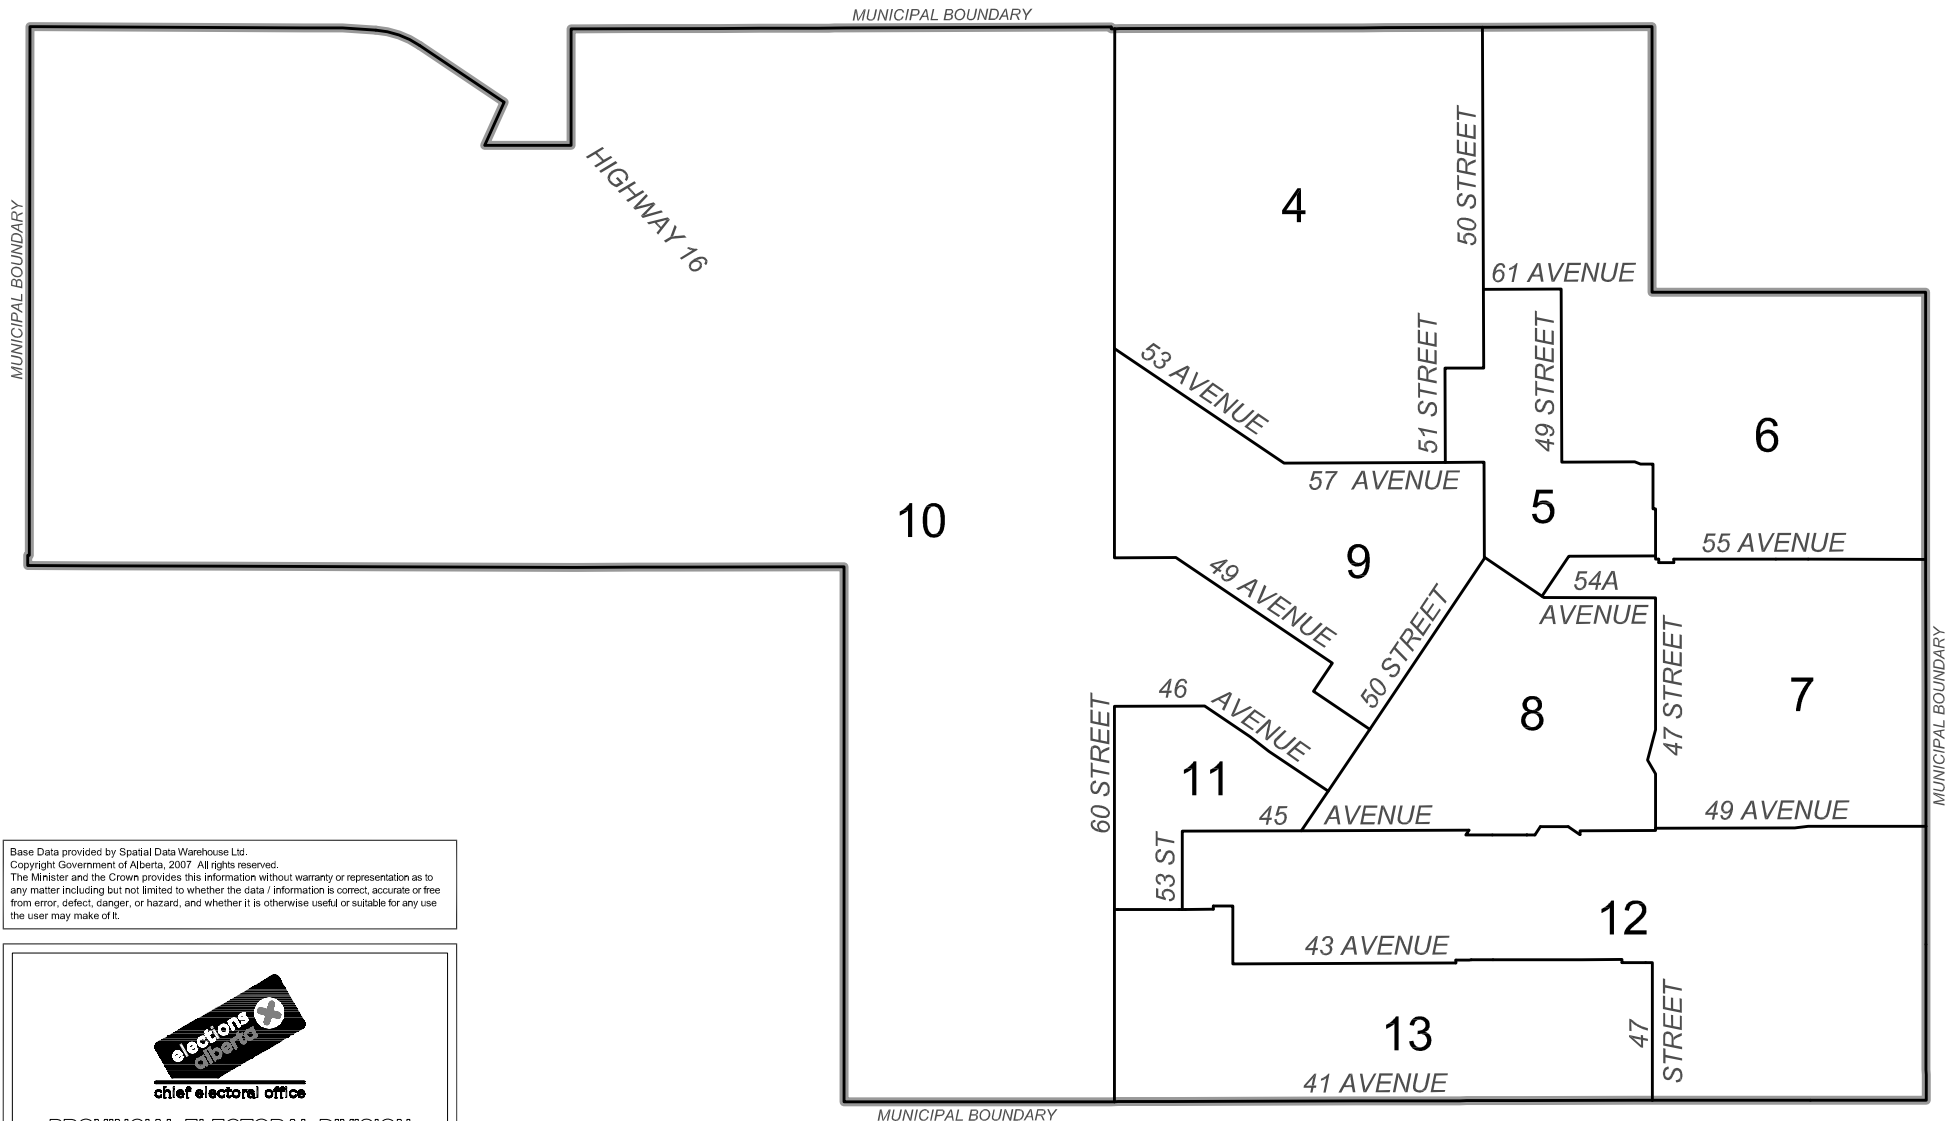 MUNICIPAL BOUNDARY
MUNICIPAL BOUNDARY
HIGHWAY 16
4
50 STREET
61 AVENUE
53 AVENUE
51 STREET
49 STREET
57 AVENUE
6
5
10
9
55 AVENUE
49 AVENUE
54A
AVENUE
50 STREET
47 STREET
8
7
MUNICIPAL BOUNDARY
46 AVENUE
60 STREET
11
45 AVENUE
49 AVENUE
53 ST
12
43 AVENUE
13
47
STREET
41 AVENUE
MUNICIPAL BOUNDARY
Base Data provided by Spatial Data Warehouse Ltd.
Copyright Government of Alberta, 2007 All rights reserved.
The Minister and the Crown provides this information without warranty or representation as to
any matter including but not limited to whether the data / information is correct, accurate or free
from error, defect, danger, or hazard, and whether it is otherwise useful or suitable for any use
the user may make of it.
elections
alberta
chief electoral office
PROVINCIAL ELECTORAL DIVISION